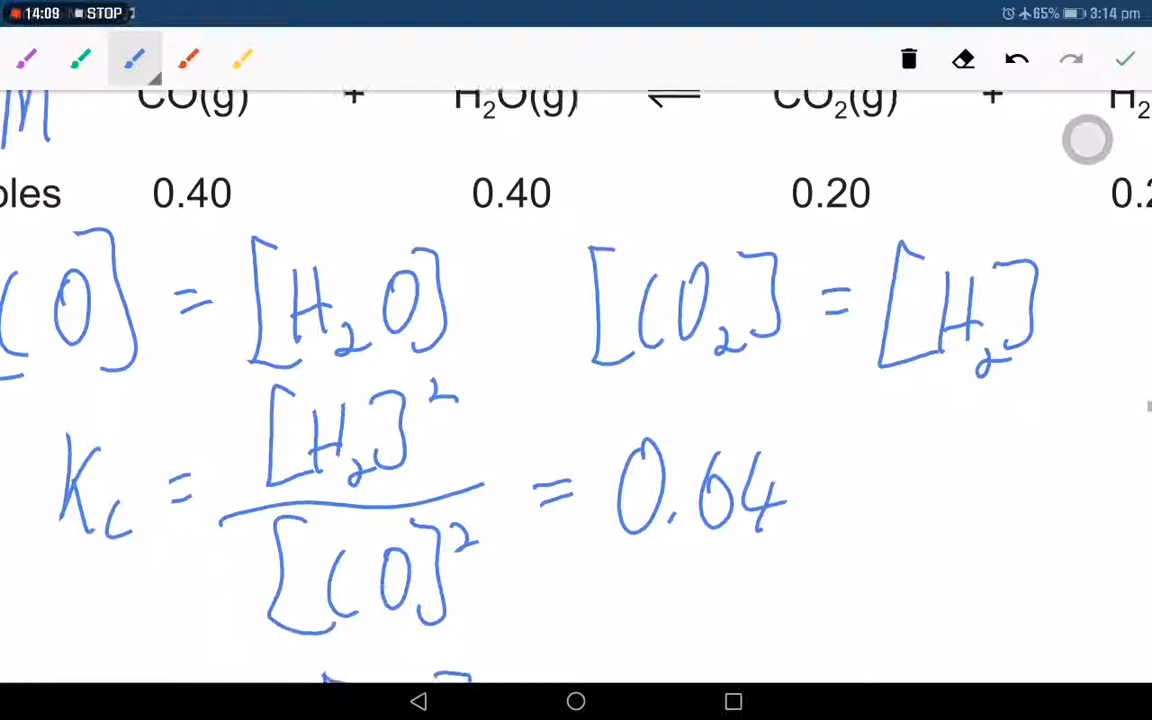 14:09 STOP 65% 3:14 pm
M CO(g) + H₂O(g) ⇌ CO₂(g) + H₂
oles 0.40 0.40 0.20 0.2
CO] = [H₂O] [CO₂] = [H₂]
Kc = [H₂]² / [CO]² = 0.64